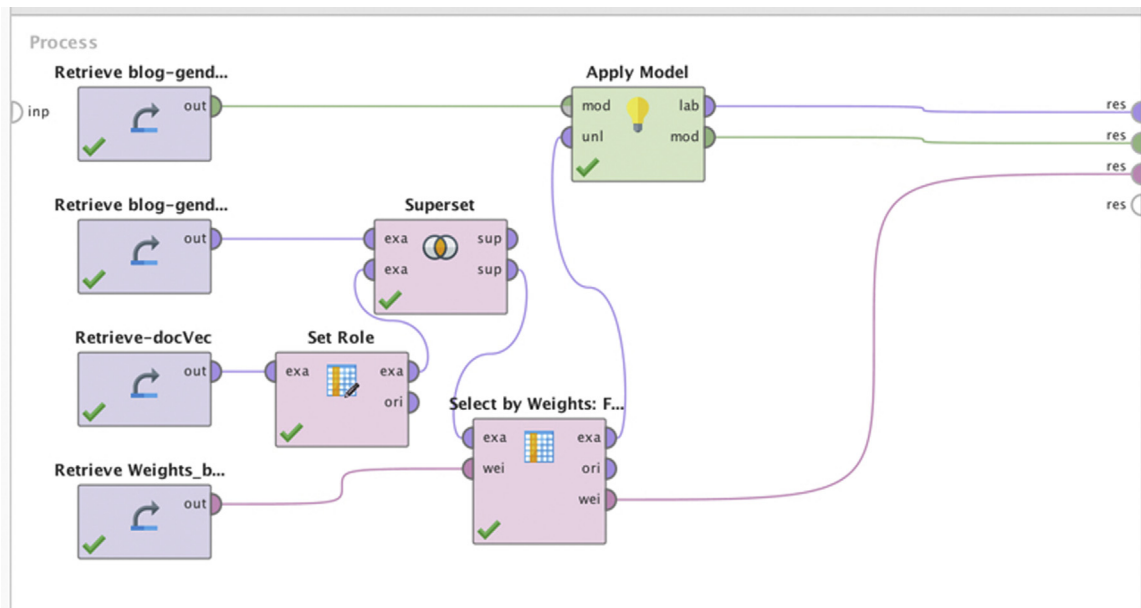 Process
inp
Retrieve blog-gend...
out
Apply Model
mod
lab
unl
mod
res
res
res
res
Retrieve blog-gend...
out
Superset
exa
sup
exa
sup
Retrieve-docVec
out
Set Role
exa
exa
ori
Select by Weights: F...
exa
exa
wei
ori
wei
Retrieve Weights_b...
out